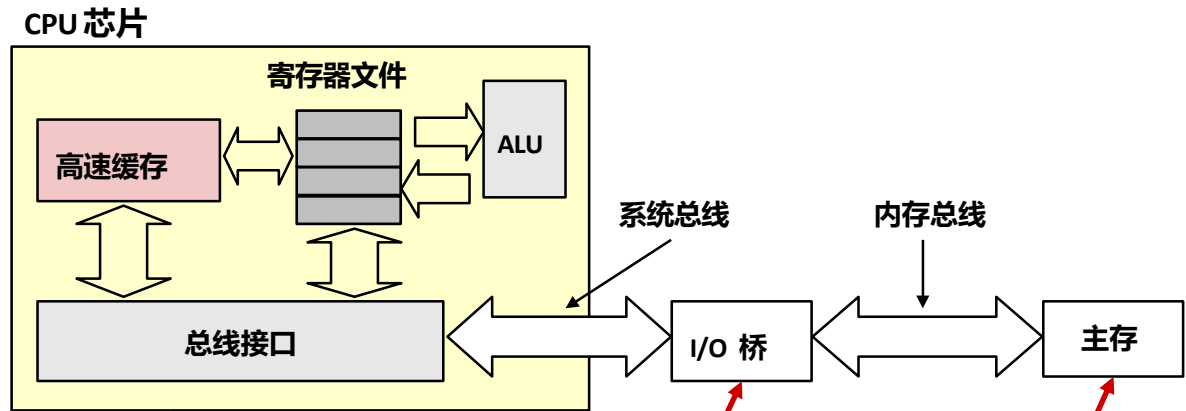 CPU 芯片
寄存器文件
高速缓存
ALU
系统总线
内存总线
总线接口
I/O 桥
主存